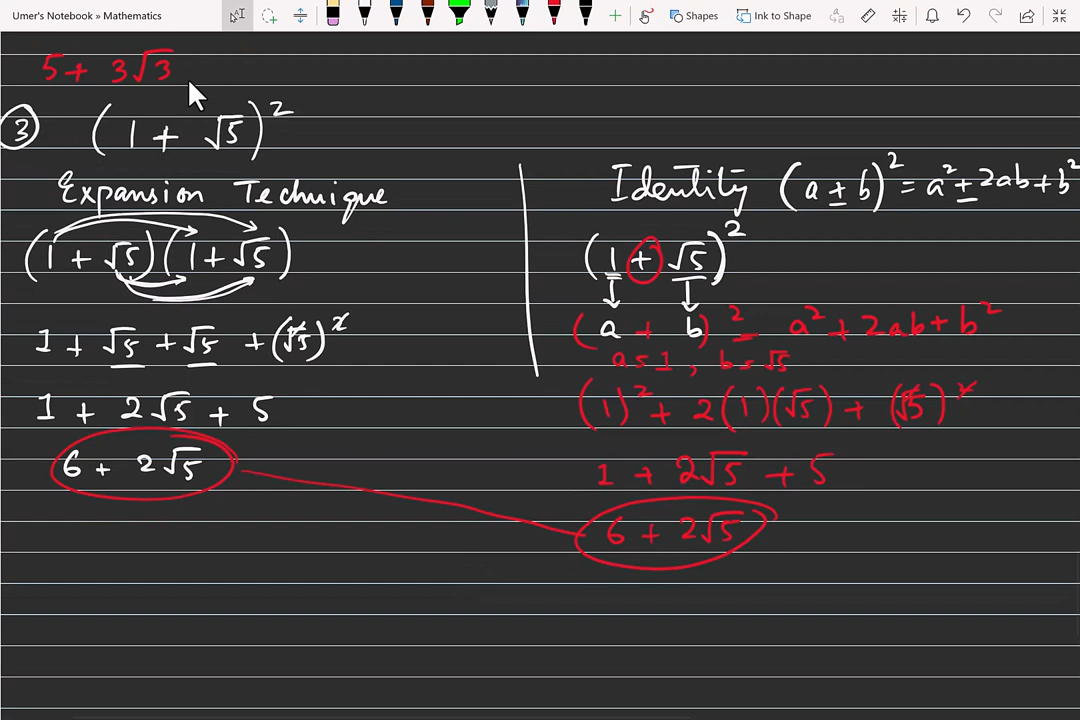 Umer's Notebook » Mathematics
Shapes
Ink to Shape
5 + 3√3
③ (1 + √5)²
Expansion Technique
(1 + √5)(1 + √5)
1 + √5 + √5 + (√5)²
1 + 2√5 + 5
6 + 2√5
Identity (a ± b)² = a² ± 2ab + b²
(1 + √5)²
(a + b)² = a² + 2ab + b²
a = 1 , b = √5
(1)² + 2(1)(√5) + (√5)²
1 + 2√5 + 5
6 + 2√5